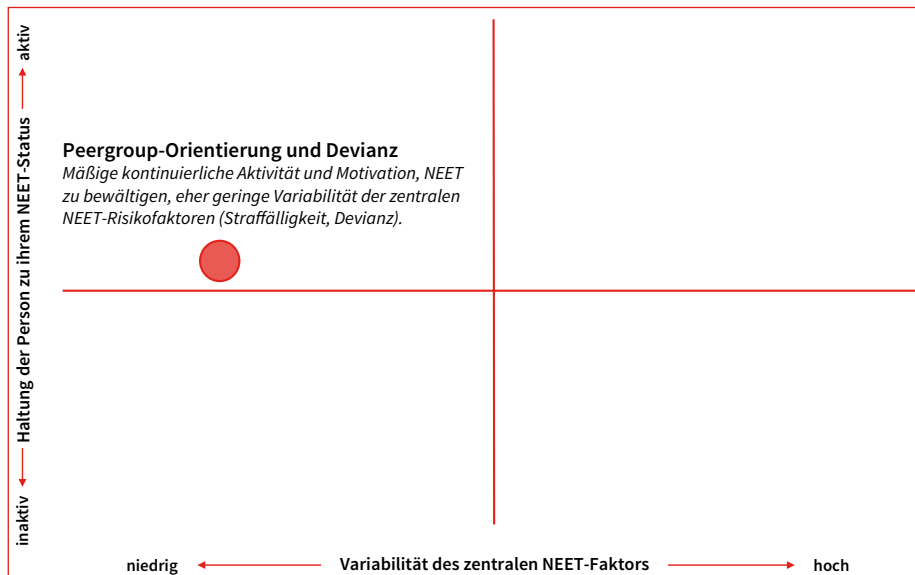 aktiv
Haltung der Person zu ihrem NEET-Status
inaktiv
Peergroup-Orientierung und Devianz
Mäßige kontinuierliche Aktivität und Motivation, NEET
zu bewältigen, eher geringe Variabilität der zentralen
NEET-Risikofaktoren (Straffälligkeit, Devianz).
niedrig
Variabilität des zentralen NEET-Faktors
hoch